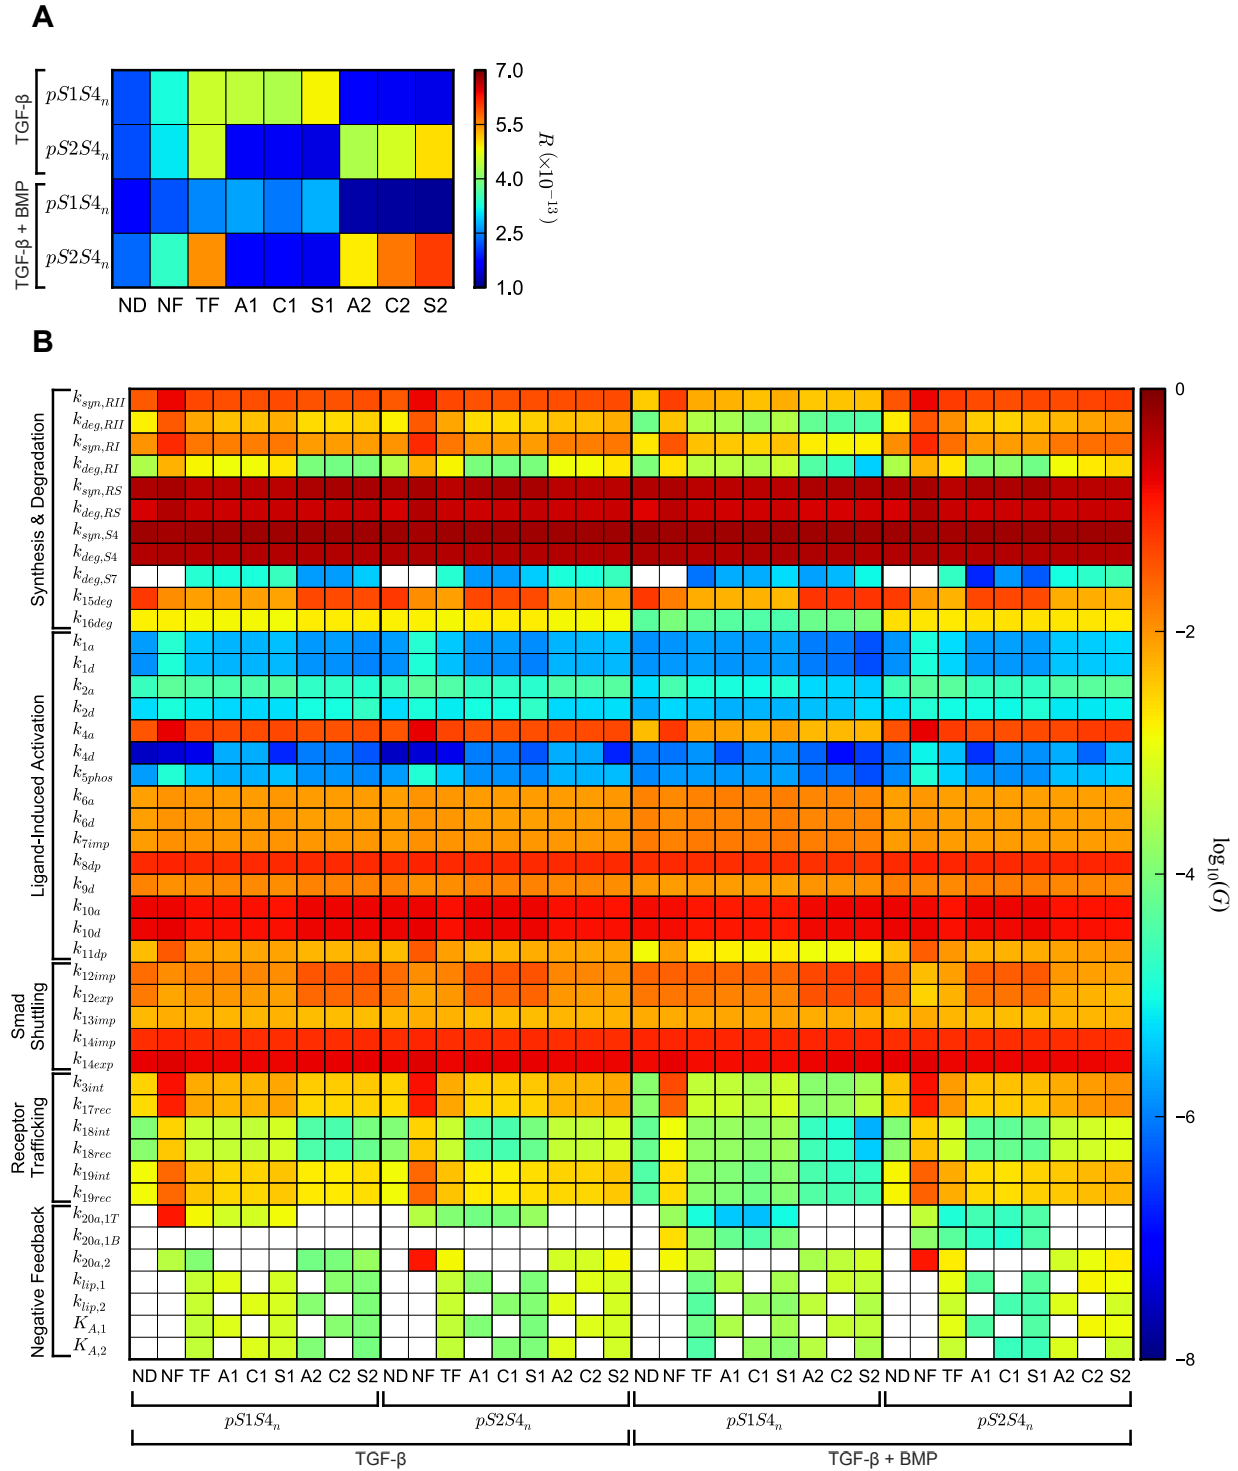 A
TGF-β
pS1S4n
pS2S4n
TGF-β + BMP
pS1S4n
pS2S4n
ND NF TF A1 C1 S1 A2 C2 S2
7.0
5.5
4.0
2.5
1.0
R (×10−13)
B
Synthesis & Degradation
ksyn,RII
kdeg,RII
ksyn,RI
kdeg,RI
ksyn,RS
kdeg,RS
ksyn,S4
kdeg,S4
kdeg,S7
k15deg
k16deg
Ligand-Induced Activation
k1a
k1d
k2a
k2d
k4a
k4d
k5phos
k6a
k6d
k7imp
k8dp
k9d
k10a
k10d
k11dp
Smad
Shuttling
k12imp
k12exp
k13imp
k14imp
k14exp
Receptor
Trafficking
k3int
k17rec
k18int
k18rec
k19int
k19rec
Negative Feedback
k20a,1T
k20a,1B
k20a,2
klip,1
klip,2
KA,1
KA,2
ND NF TF A1 C1 S1 A2 C2 S2 ND NF TF A1 C1 S1 A2 C2 S2 ND NF TF A1 C1 S1 A2 C2 S2 ND NF TF A1 C1 S1 A2 C2 S2
pS1S4n pS2S4n pS1S4n pS2S4n
TGF-β TGF-β + BMP
0
−2
−4
−6
−8
log10(G)